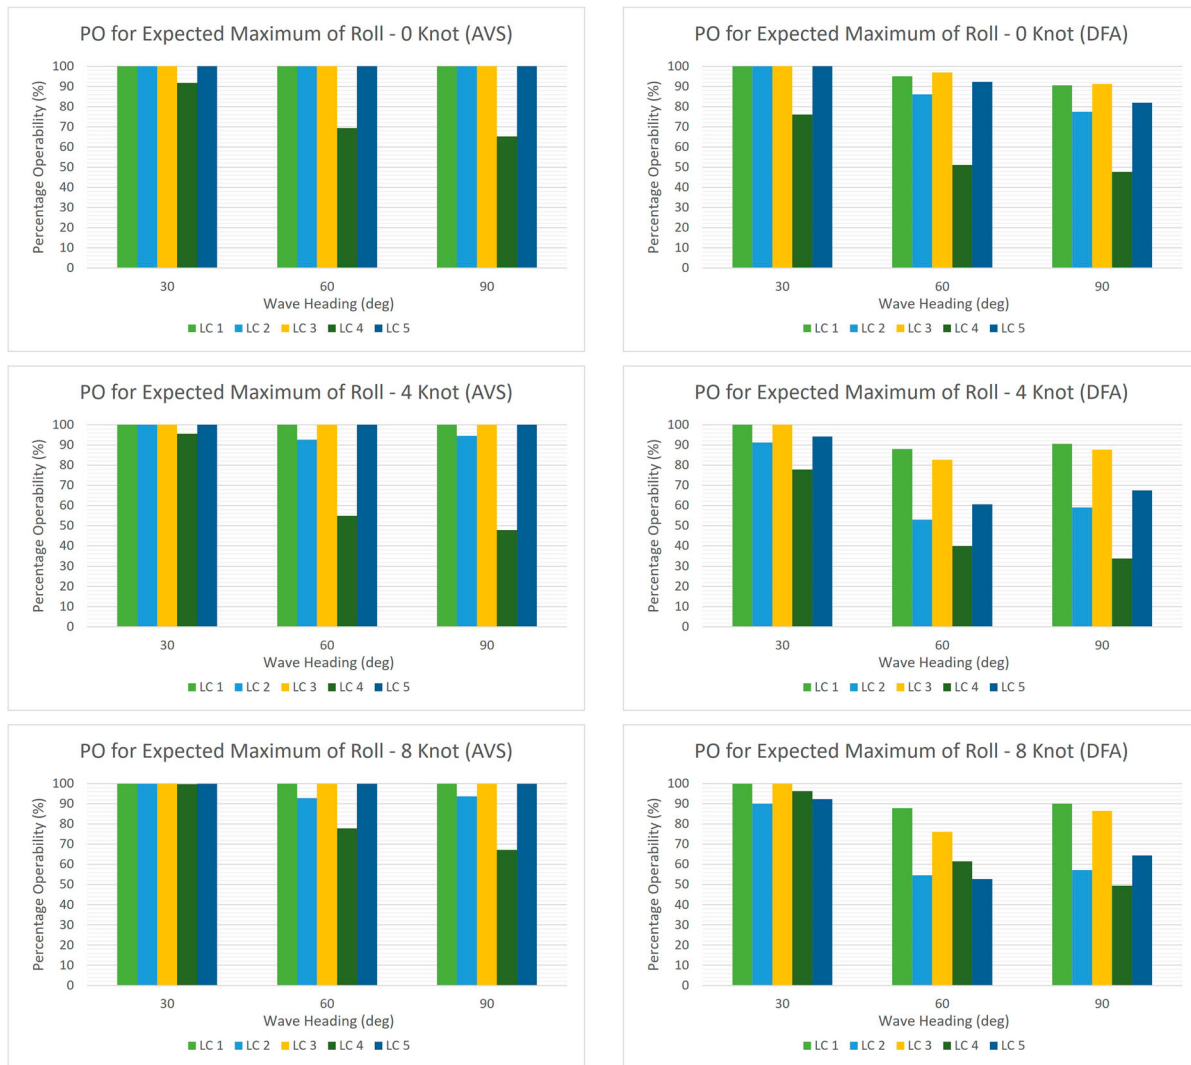 PO for Expected Maximum of Roll - 0 Knot (AVS)
Percentage Operability (%)
100
90
80
70
60
50
40
30
20
10
0
30 60 90
Wave Heading (deg)
LC 1 LC 2 LC 3 LC 4 LC 5
PO for Expected Maximum of Roll - 0 Knot (DFA)
Percentage Operability (%)
100
90
80
70
60
50
40
30
20
10
0
30 60 90
Wave Heading (deg)
LC 1 LC 2 LC 3 LC 4 LC 5
PO for Expected Maximum of Roll - 4 Knot (AVS)
Percentage Operability (%)
100
90
80
70
60
50
40
30
20
10
0
30 60 90
Wave Heading (deg)
LC 1 LC 2 LC 3 LC 4 LC 5
PO for Expected Maximum of Roll - 4 Knot (DFA)
Percentage Operability (%)
100
90
80
70
60
50
40
30
20
10
0
30 60 90
Wave Heading (deg)
LC 1 LC 2 LC 3 LC 4 LC 5
PO for Expected Maximum of Roll - 8 Knot (AVS)
Percentage Operability (%)
100
90
80
70
60
50
40
30
20
10
0
30 60 90
Wave Heading (deg)
LC 1 LC 2 LC 3 LC 4 LC 5
PO for Expected Maximum of Roll - 8 Knot (DFA)
Percentage Operability (%)
100
90
80
70
60
50
40
30
20
10
0
30 60 90
Wave Heading (deg)
LC 1 LC 2 LC 3 LC 4 LC 5